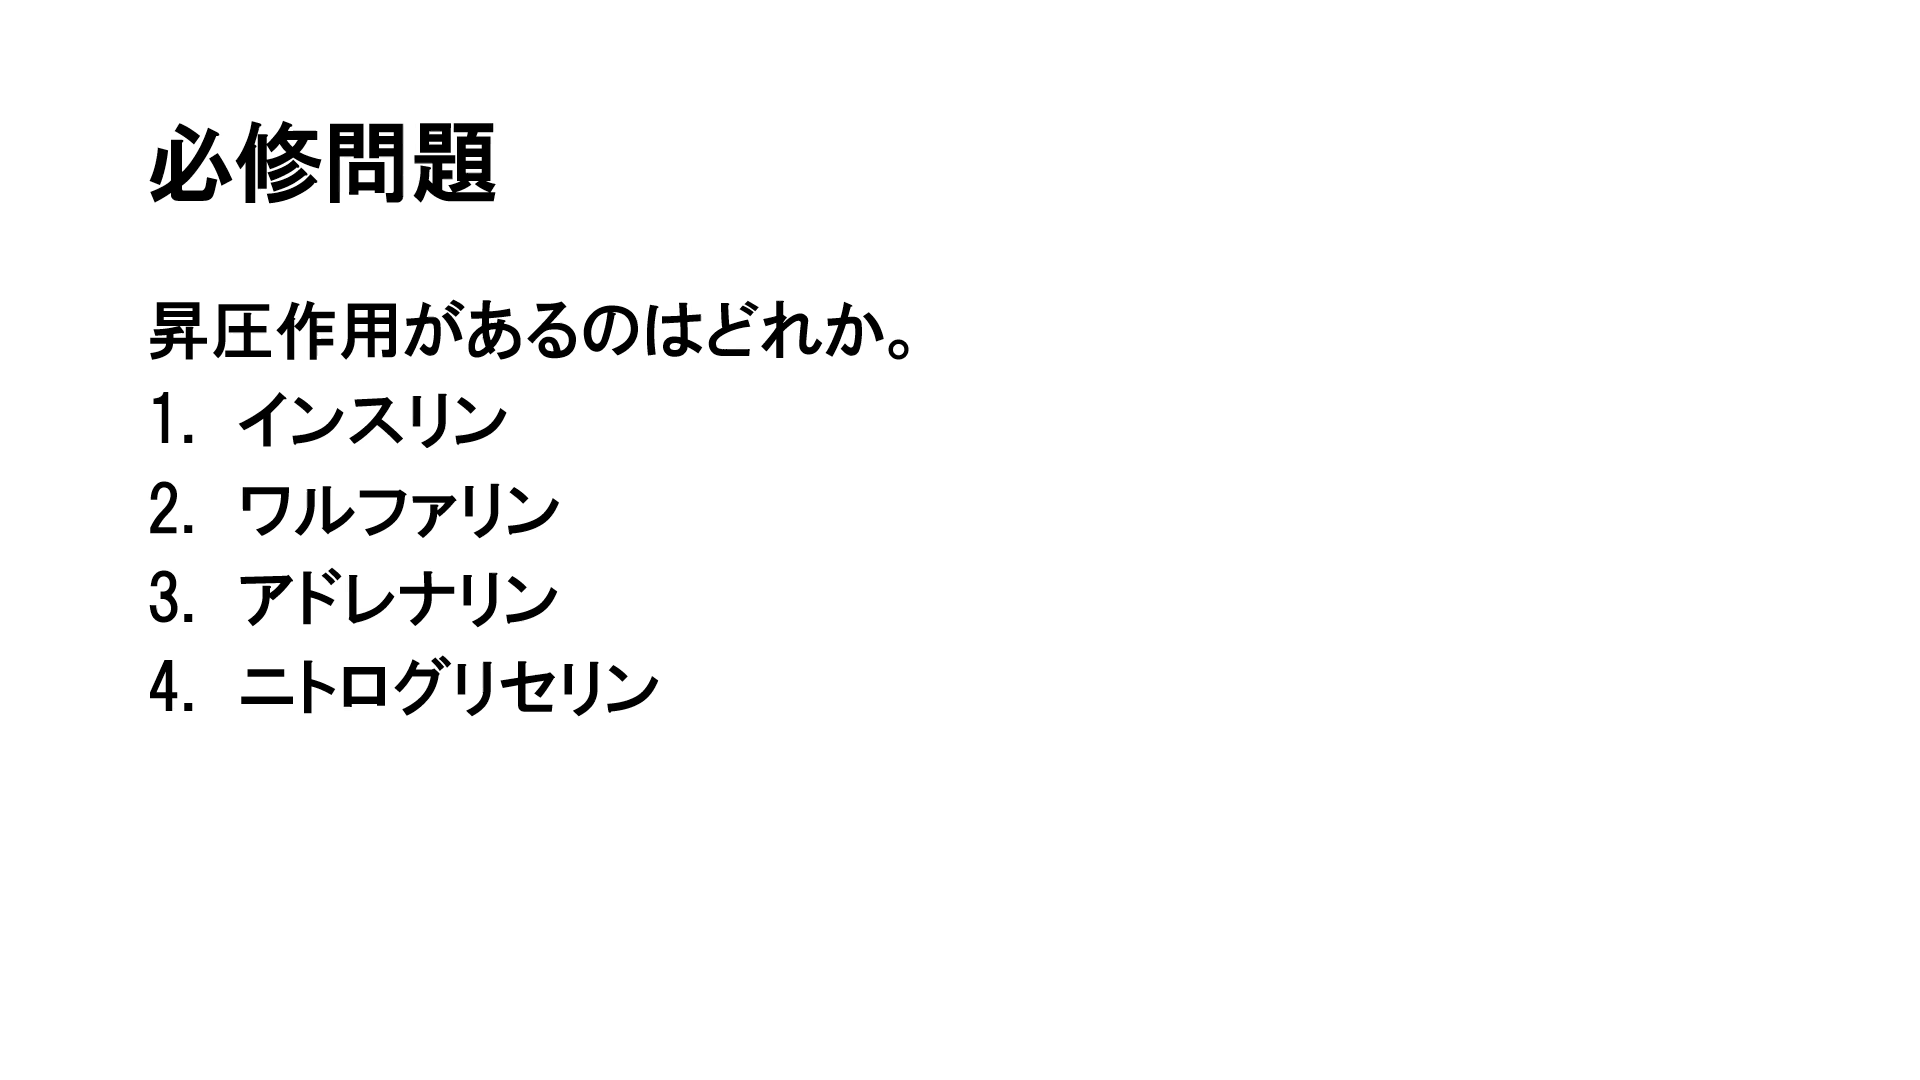 必修問題
昇圧作用があるのはどれか。
1. インスリン
2. ワルファリン
3. アドレナリン
4. ニトログリセリン